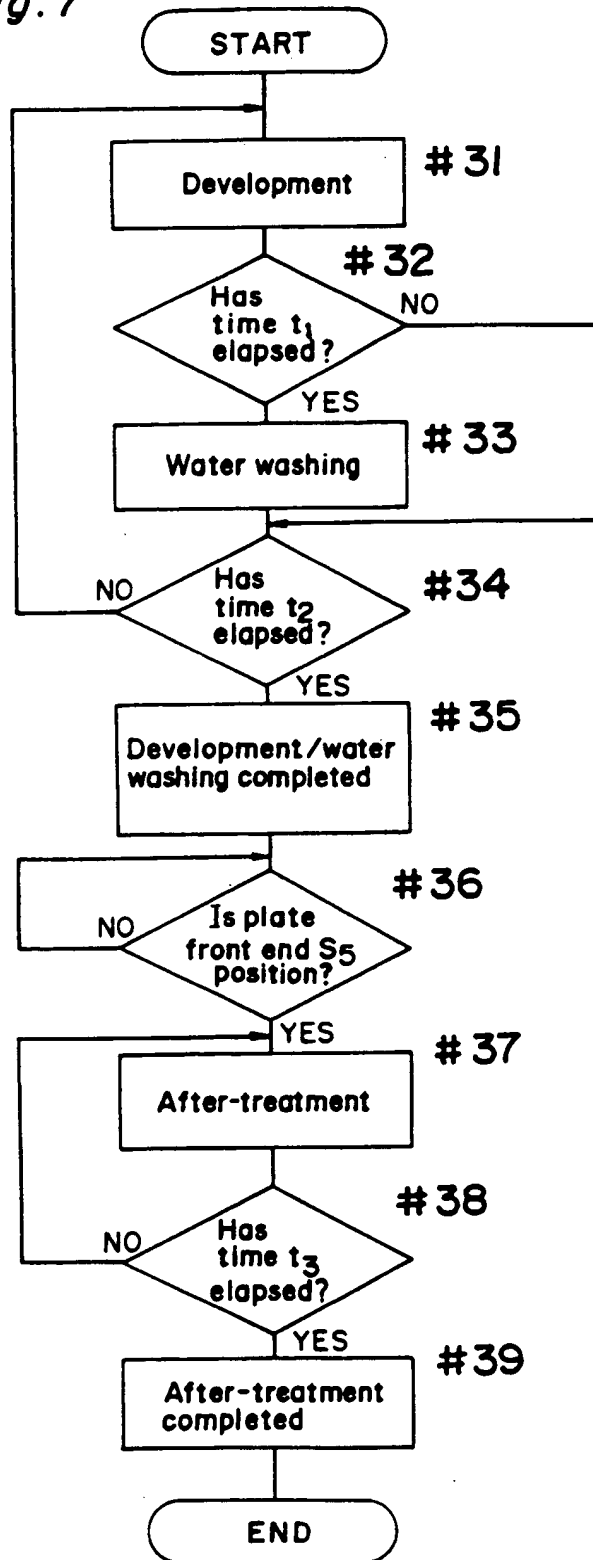 ig. 7
START
Development
#31
#32
Has
time t₁
elapsed?
NO
YES
Water washing
#33
NO
Has
time t₂
elapsed?
#34
YES
Development/water
washing completed
#35
#36
NO
Is plate
front end S₅
position?
YES
After-treatment
#37
#38
NO
Has
time t₃
elapsed?
YES
After-treatment
completed
#39
END